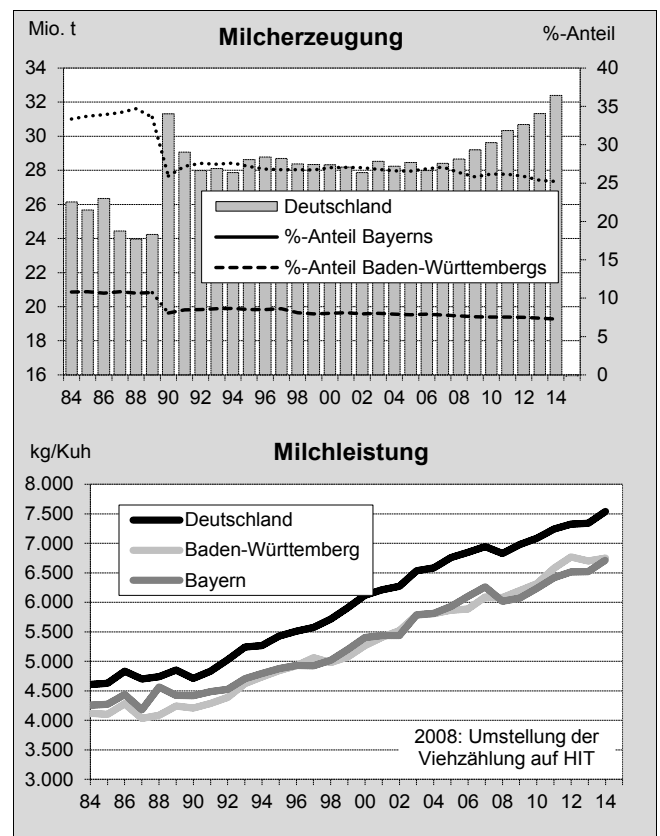 Mio. t
Milcherzeugung
%-Anteil
34
32
30
28
26
24
22
20
18
16
40
35
30
25
20
15
10
5
0
Deutschland
%-Anteil Bayerns
%-Anteil Baden-Württembergs
84 86 88 90 92 94 96 98 00 02 04 06 08 10 12 14
kg/Kuh
Milchleistung
8.000
7.500
7.000
6.500
6.000
5.500
5.000
4.500
4.000
3.500
3.000
Deutschland
Baden-Württemberg
Bayern
2008: Umstellung der
Viehzählung auf HIT
84 86 88 90 92 94 96 98 00 02 04 06 08 10 12 14